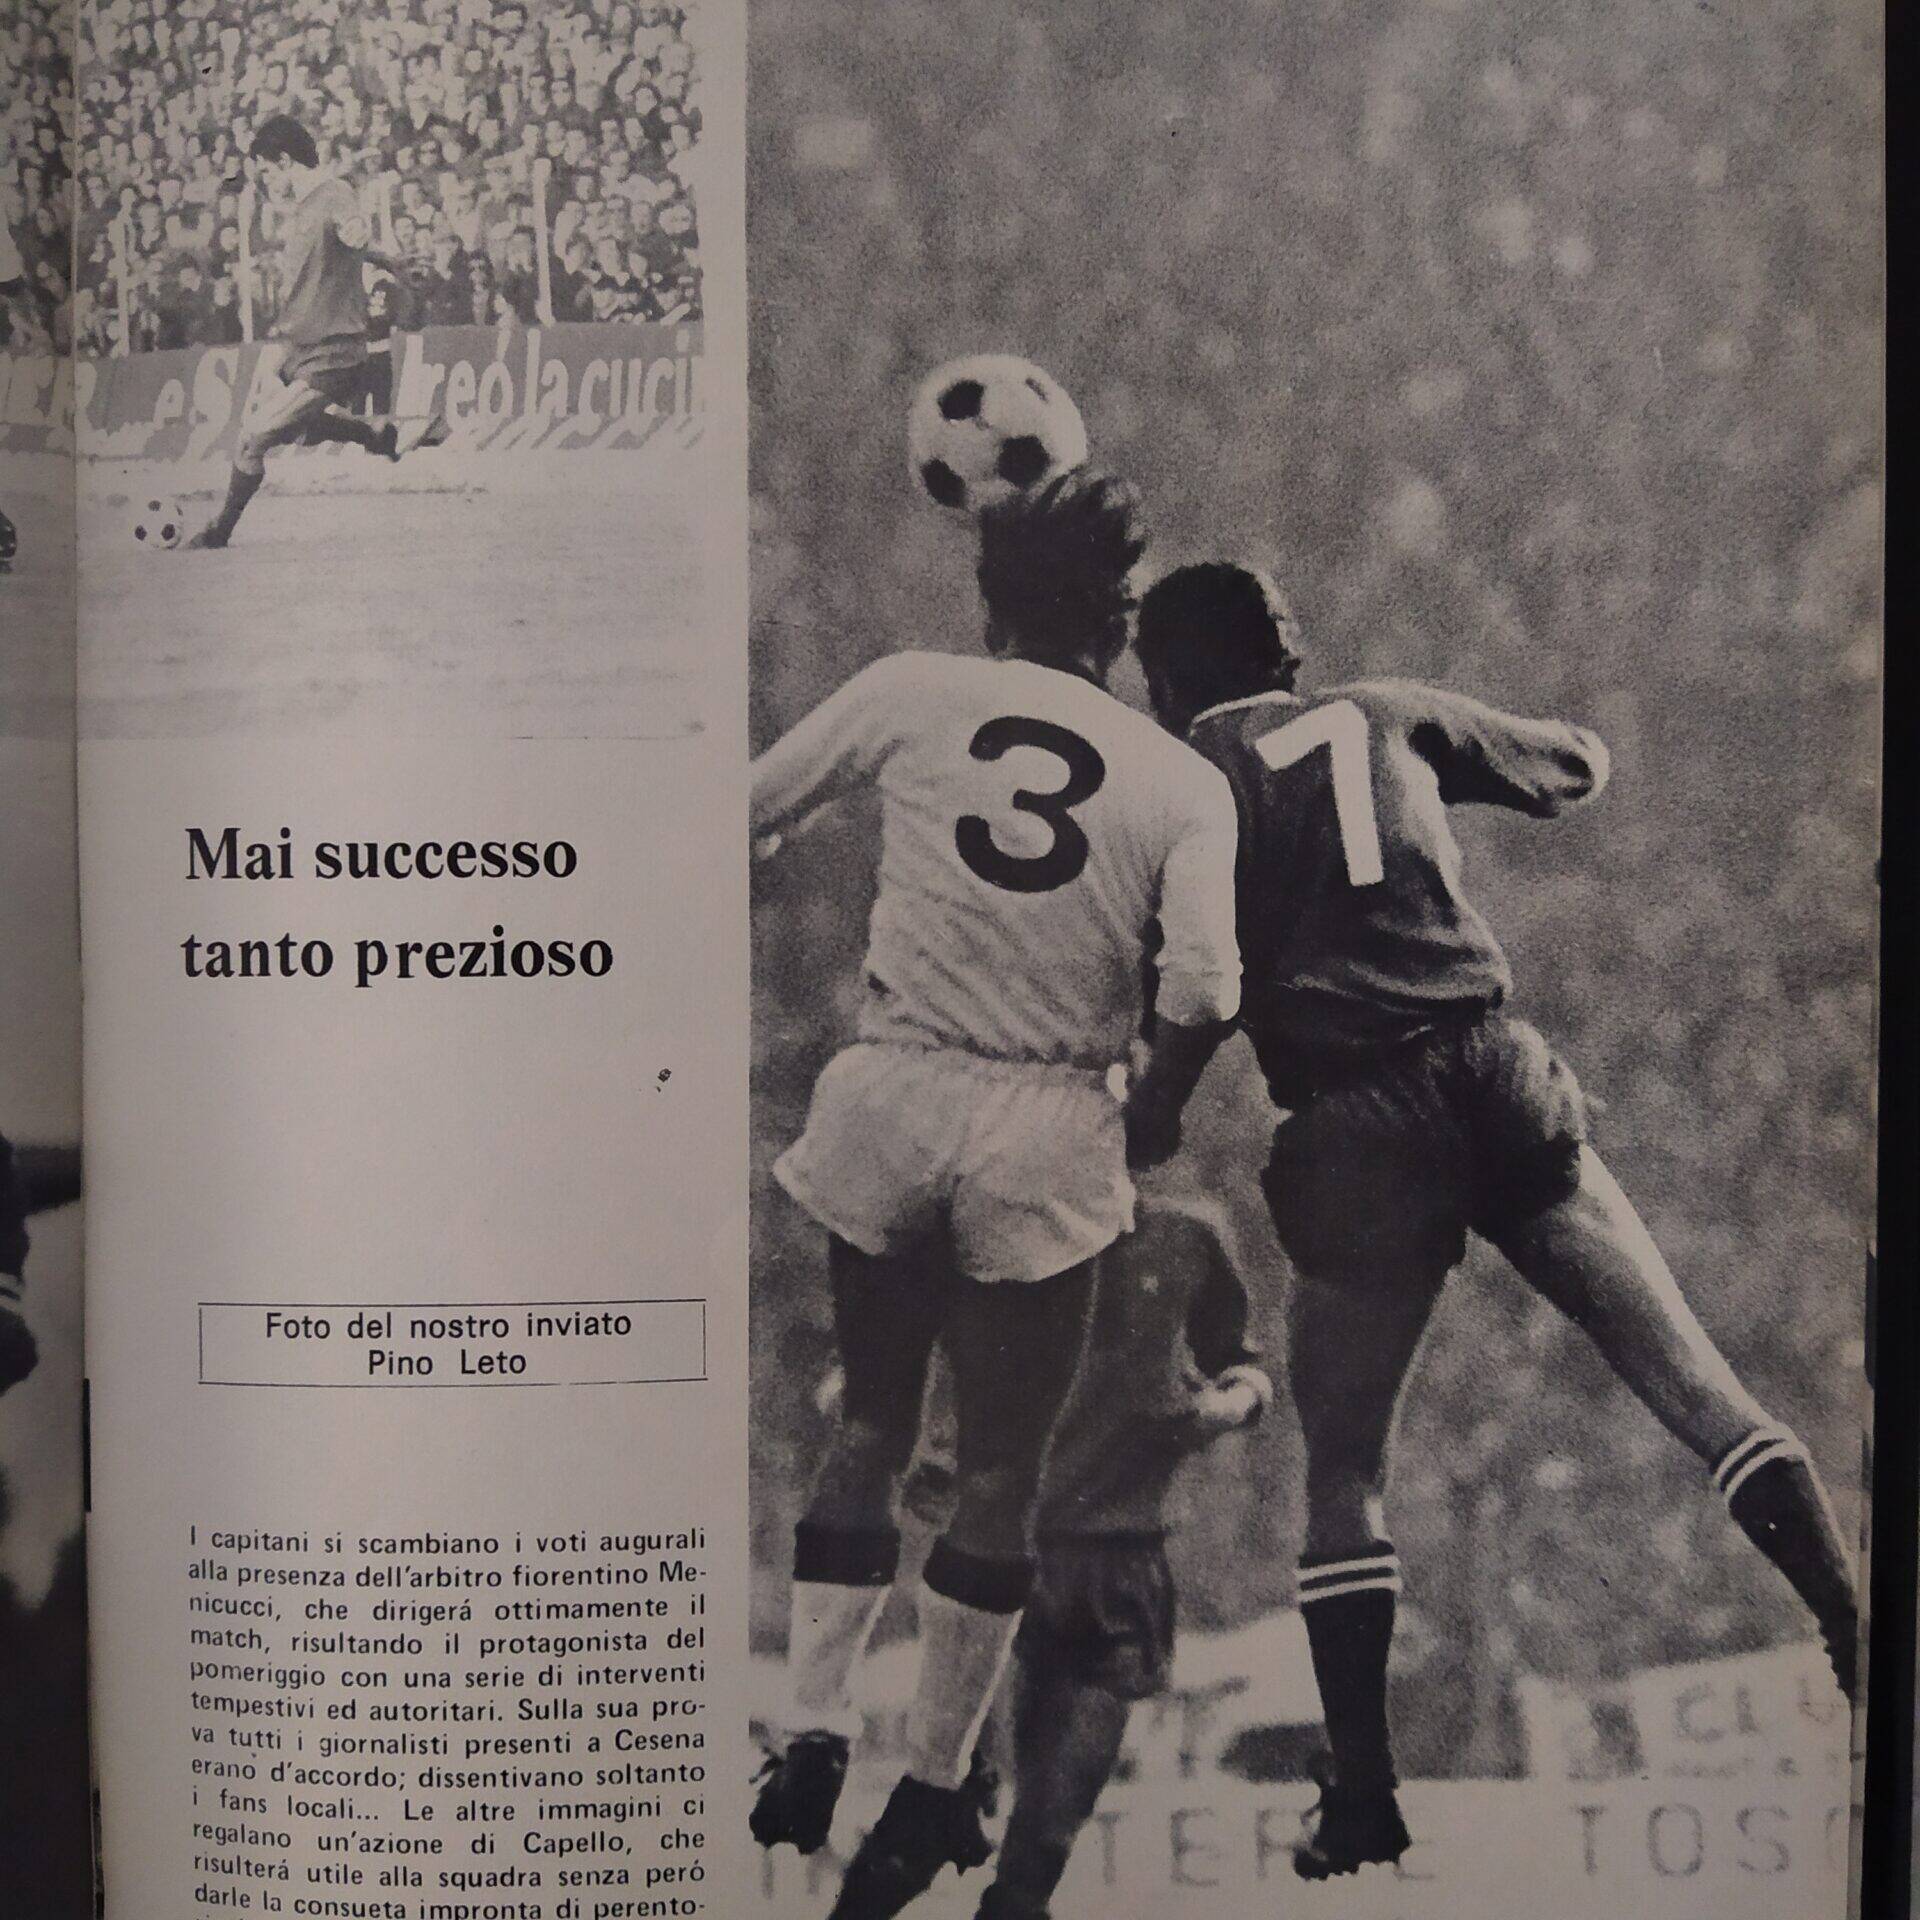 reó la cuci
Mai successo
tanto prezioso
Foto del nostro inviato
Pino Leto
I capitani si scambiano i voti augurali
alla presenza dell'arbitro fiorentino Me-
nicucci, che dirigerá ottimamente il
match, risultando il protagonista del
pomeriggio con una serie di interventi
tempestivi ed autoritari. Sulla sua pro-
va tutti i giornalisti presenti a Cesena
erano d'accordo; dissentivano soltanto
i fans locali... Le altre immagini ci
regalano un'azione di Capello, che
risulterá utile alla squadra senza peró
darle la consueta impronta di perento-
3
7
TOS